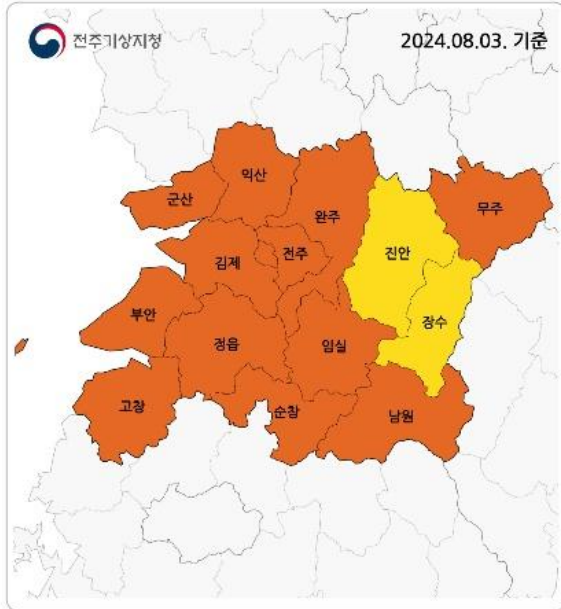 전주기상지청
2024.08.03. 기준
익산
군산
완주
무주
전주
김제
진안
부안
장수
정읍
임실
고창
순창
남원